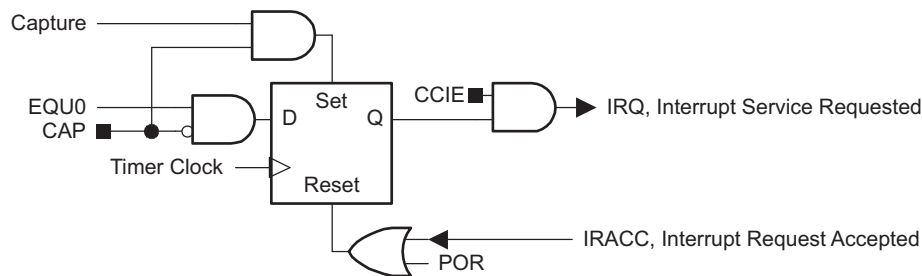 Capture
Set
CCIE
IRQ, Interrupt Service Requested
EQU0
D
Q
CAP
Timer Clock
Reset
IRACC, Interrupt Request Accepted
POR